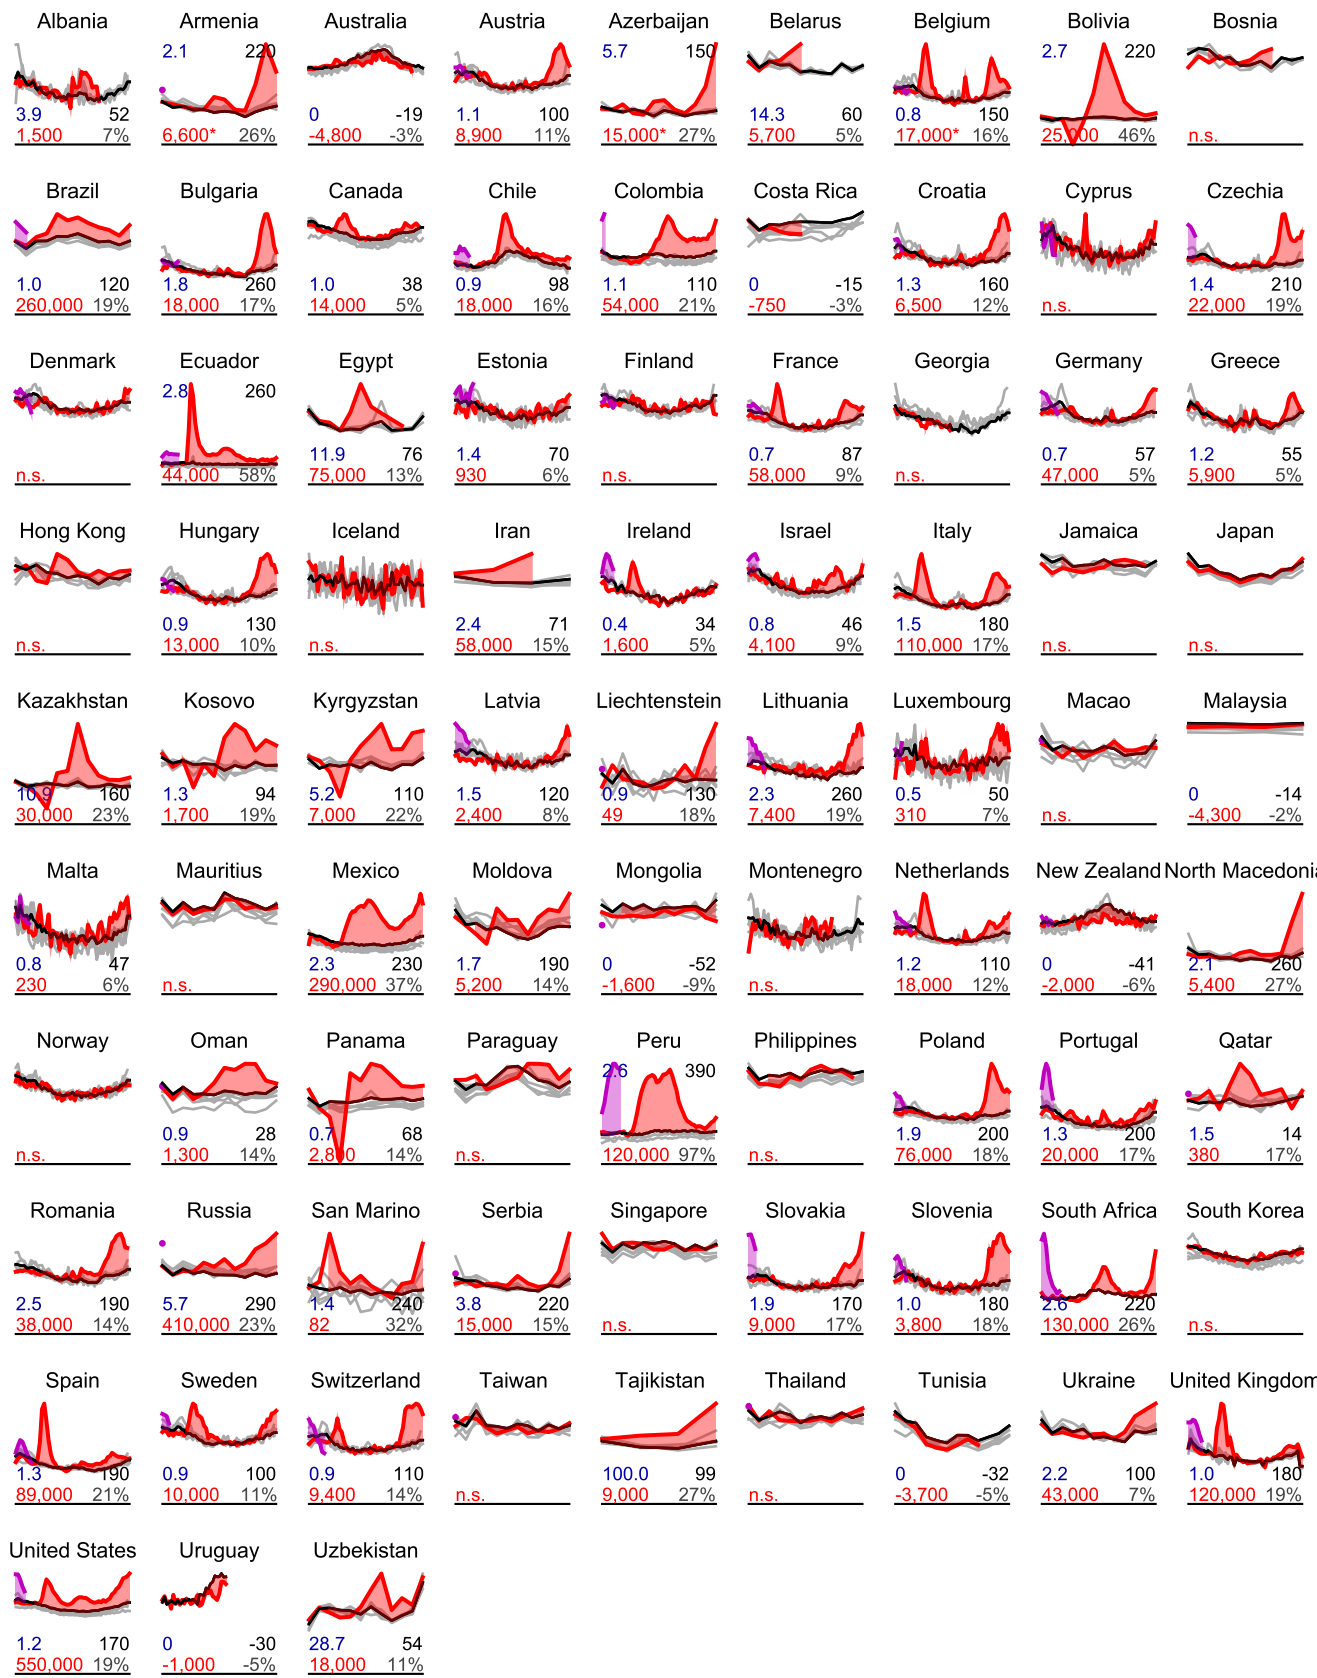 Albania Armenia Australia Austria Azerbaijan Belarus Belgium Bolivia Bosnia
2.1 220 5.7 150 2.7 220
3.9 52 0 -19 1.1 100 14.3 60 0.8 150
1,500 7% 6,600* 26% -4,800 -3% 8,900 11% 15,000* 27% 5,700 5% 17,000* 16% 25,000 46% n.s.
Brazil Bulgaria Canada Chile Colombia Costa Rica Croatia Cyprus Czechia
1.0 120 1.8 260 1.0 38 0.9 98 1.1 110 0 -15 1.3 160 1.4 210
260,000 19% 18,000 17% 14,000 5% 18,000 16% 54,000 21% -750 -3% 6,500 12% n.s. 22,000 19%
Denmark Ecuador Egypt Estonia Finland France Georgia Germany Greece
2.8 260
11.9 76 1.4 70 0.7 87 0.7 57 1.2 55
n.s. 44,000 58% 75,000 13% 930 6% n.s. 58,000 9% n.s. 47,000 5% 5,900 5%
Hong Kong Hungary Iceland Iran Ireland Israel Italy Jamaica Japan
0.9 130 2.4 71 0.4 34 0.8 46 1.5 180
n.s. 13,000 10% n.s. 58,000 15% 1,600 5% 4,100 9% 110,000 17% n.s. n.s.
Kazakhstan Kosovo Kyrgyzstan Latvia Liechtenstein Lithuania Luxembourg Macao Malaysia
10.9 160 1.3 94 5.2 110 1.5 120 0.9 130 2.3 260 0.5 50 0 -14
30,000 23% 1,700 19% 7,000 22% 2,400 8% 49 18% 7,400 19% 310 7% n.s. -4,300 -2%
Malta Mauritius Mexico Moldova Mongolia Montenegro Netherlands New Zealand North Macedonia
0.8 47 2.3 230 1.7 190 0 -52 1.2 110 0 -41 2.1 260
230 6% n.s. 290,000 37% 5,200 14% -1,600 -9% n.s. 18,000 12% -2,000 -6% 5,400 27%
Norway Oman Panama Paraguay Peru Philippines Poland Portugal Qatar
2.6 390
0.9 28 0.7 68 1.9 200 1.3 200 1.5 14
n.s. 1,300 14% 2,800 14% n.s. 120,000 97% n.s. 76,000 18% 20,000 17% 380 17%
Romania Russia San Marino Serbia Singapore Slovakia Slovenia South Africa South Korea
2.5 190 5.7 290 1.4 240 3.8 220 1.9 170 1.0 180 2.6 220
38,000 14% 410,000 23% 82 32% 15,000 15% n.s. 9,000 17% 3,800 18% 130,000 26% n.s.
Spain Sweden Switzerland Taiwan Tajikistan Thailand Tunisia Ukraine United Kingdom
1.3 190 0.9 100 0.9 110 100.0 99 0 -32 2.2 100 1.0 180
89,000 21% 10,000 11% 9,400 14% n.s. 9,000 27% n.s. -3,700 -5% 43,000 7% 120,000 19%
United States Uruguay Uzbekistan
1.2 170 0 -30 28.7 54
550,000 19% -1,000 -5% 18,000 11%